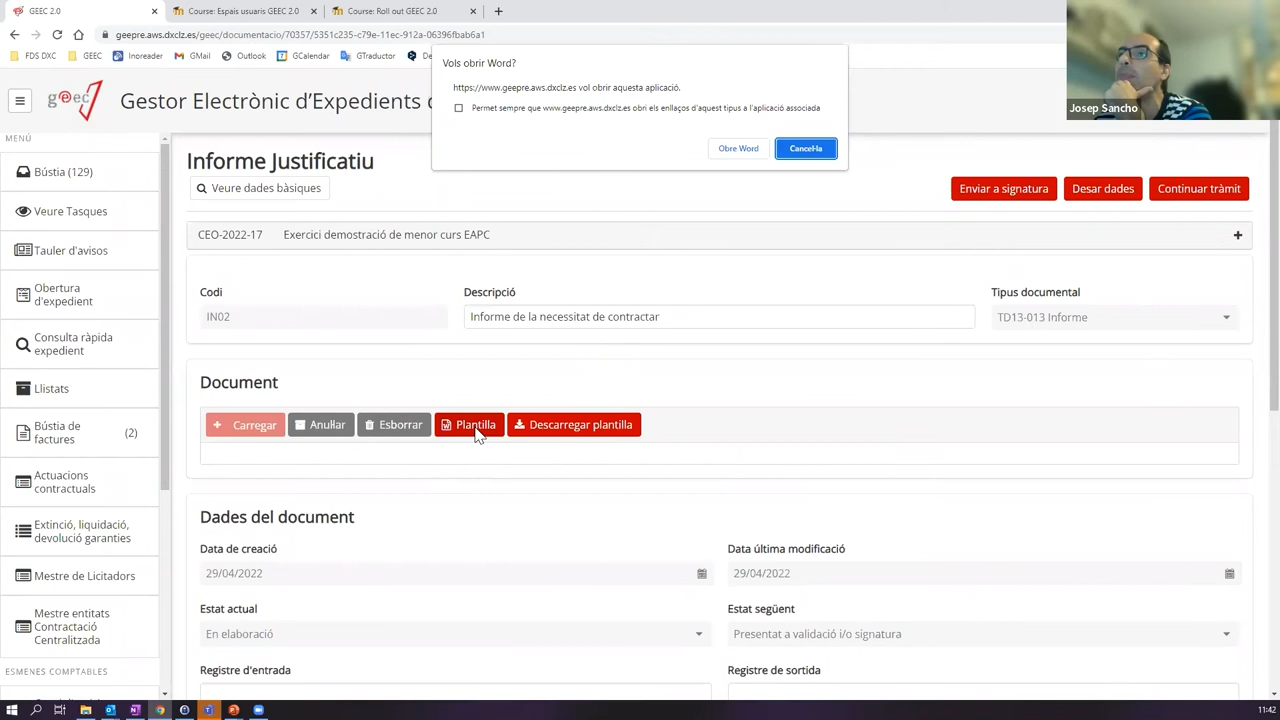 GEEC 2.0
Course: Espais usuaris GEEC 2.0
Course: Roll out GEEC 2.0
geepre.aws.dxclz.es/geec/documentacio/70357/5351c235-c79e-11ec-912a-06396fbab6a1
FDS DXC
GEEC
Inoreader
GMail
Outlook
GCalendar
GTraductor
De
Vols obrir Word?
https://www.geepre.aws.dxclz.es vol obrir aquesta aplicació.
Permet sempre que www.geepre.aws.dxclz.es obri els enllaços d'aquest tipus a l'aplicació associada
Obre Word
Cancel·la
Josep Sancho
geec
Gestor Electrònic d'Expedients d
MENÚ
Bústia (129)
Veure Tasques
Tauler d'avisos
Obertura
d'expedient
Consulta ràpida
expedient
Llistats
Bústia de
factures
(2)
Actuacions
contractuals
Extinció, liquidació,
devolució garanties
Mestre de Licitadors
Mestre entitats
Contractació
Centralitzada
ESMENES COMPTABLES
Informe Justificatiu
Veure dades bàsiques
Enviar a signatura
Desar dades
Continuar tràmit
CEO-2022-17 Exercici demostració de menor curs EAPC
Codi
Descripció
Tipus documental
IN02
Informe de la necessitat de contractar
TD13-013 Informe
Document
Carregar
Anul·lar
Esborrar
Plantilla
Descarregar plantilla
Dades del document
Data de creació
Data última modificació
29/04/2022
29/04/2022
Estat actual
Estat següent
En elaboració
Presentat a validació i/o signatura
Registre d'entrada
Registre de sortida
11:42